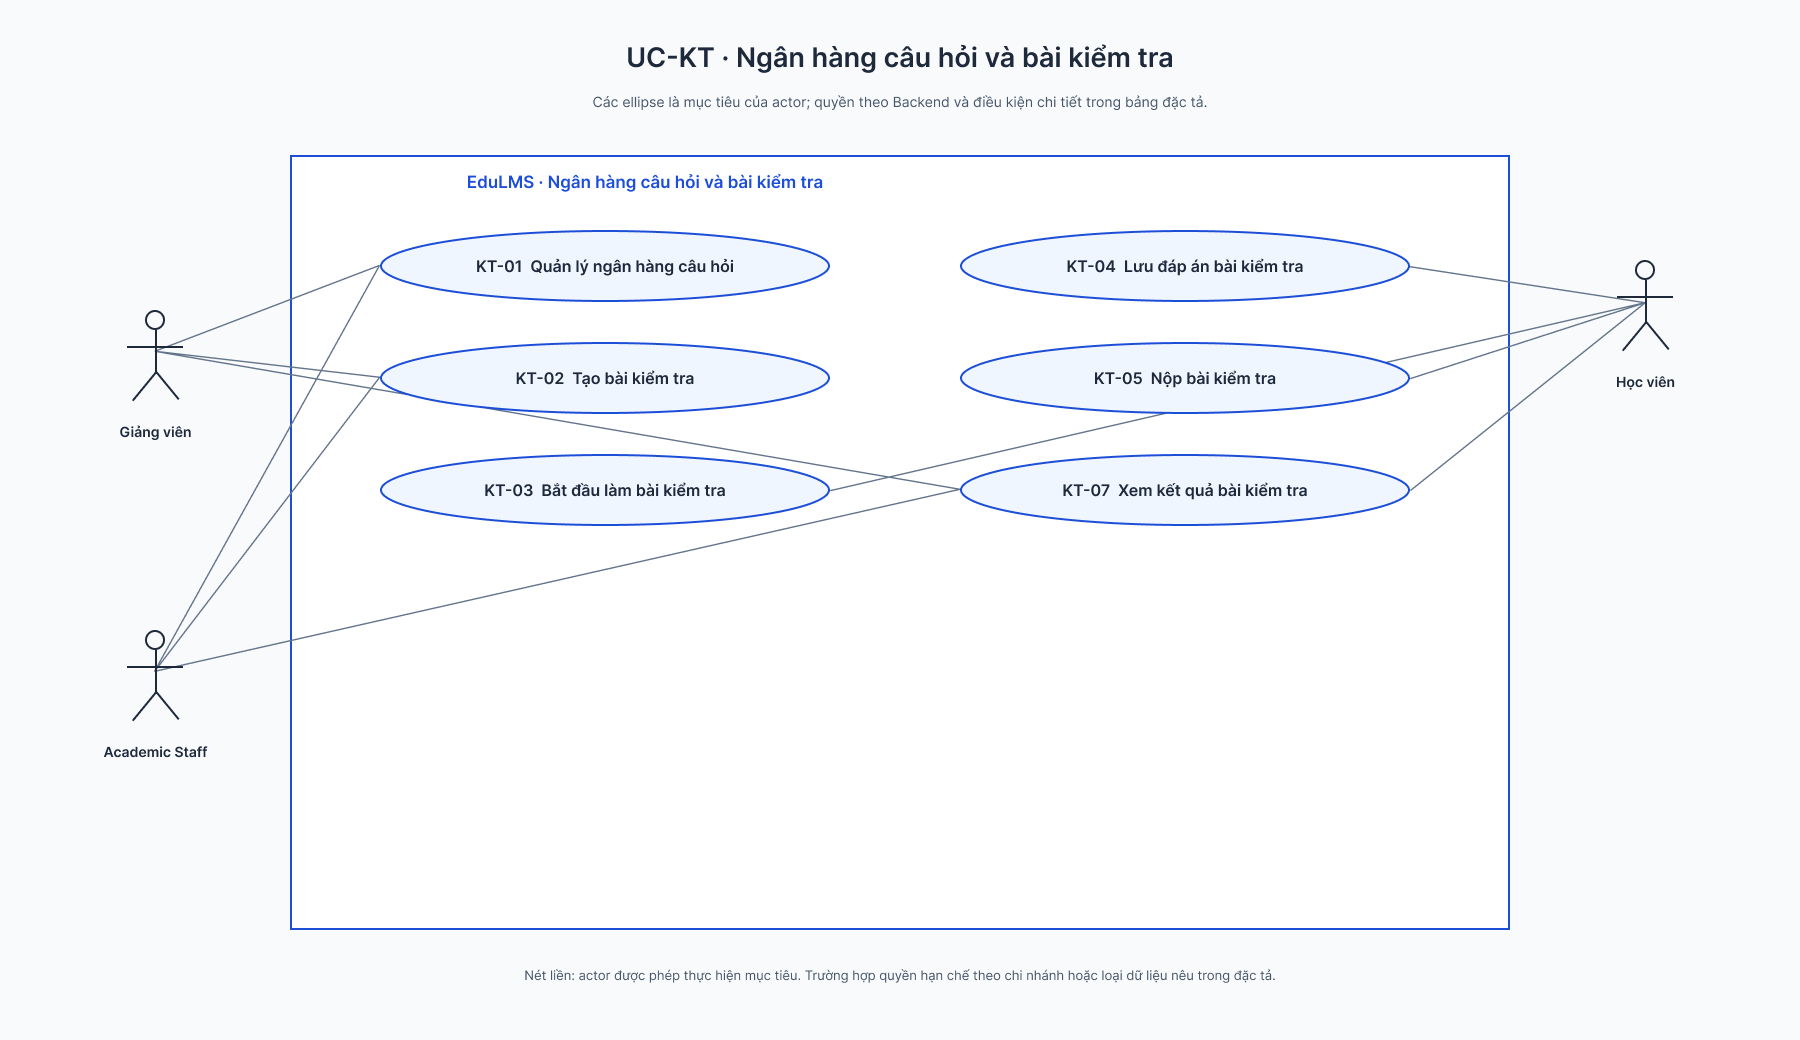 UC-KT · Ngân hàng câu hỏi và bài kiểm tra
Các ellipse là mục tiêu của actor; quyền theo Backend và điều kiện chi tiết trong bảng đặc tả.
EduLMS · Ngân hàng câu hỏi và bài kiểm tra
KT-01 Quản lý ngân hàng câu hỏi
KT-04 Lưu đáp án bài kiểm tra
KT-02 Tạo bài kiểm tra
KT-05 Nộp bài kiểm tra
Học viên
Giảng viên
KT-03 Bắt đầu làm bài kiểm tra
KT-07 Xem kết quả bài kiểm tra
Academic Staff
Nét liền: actor được phép thực hiện mục tiêu. Trường hợp quyền hạn chế theo chi nhánh hoặc loại dữ liệu nêu trong đặc tả.